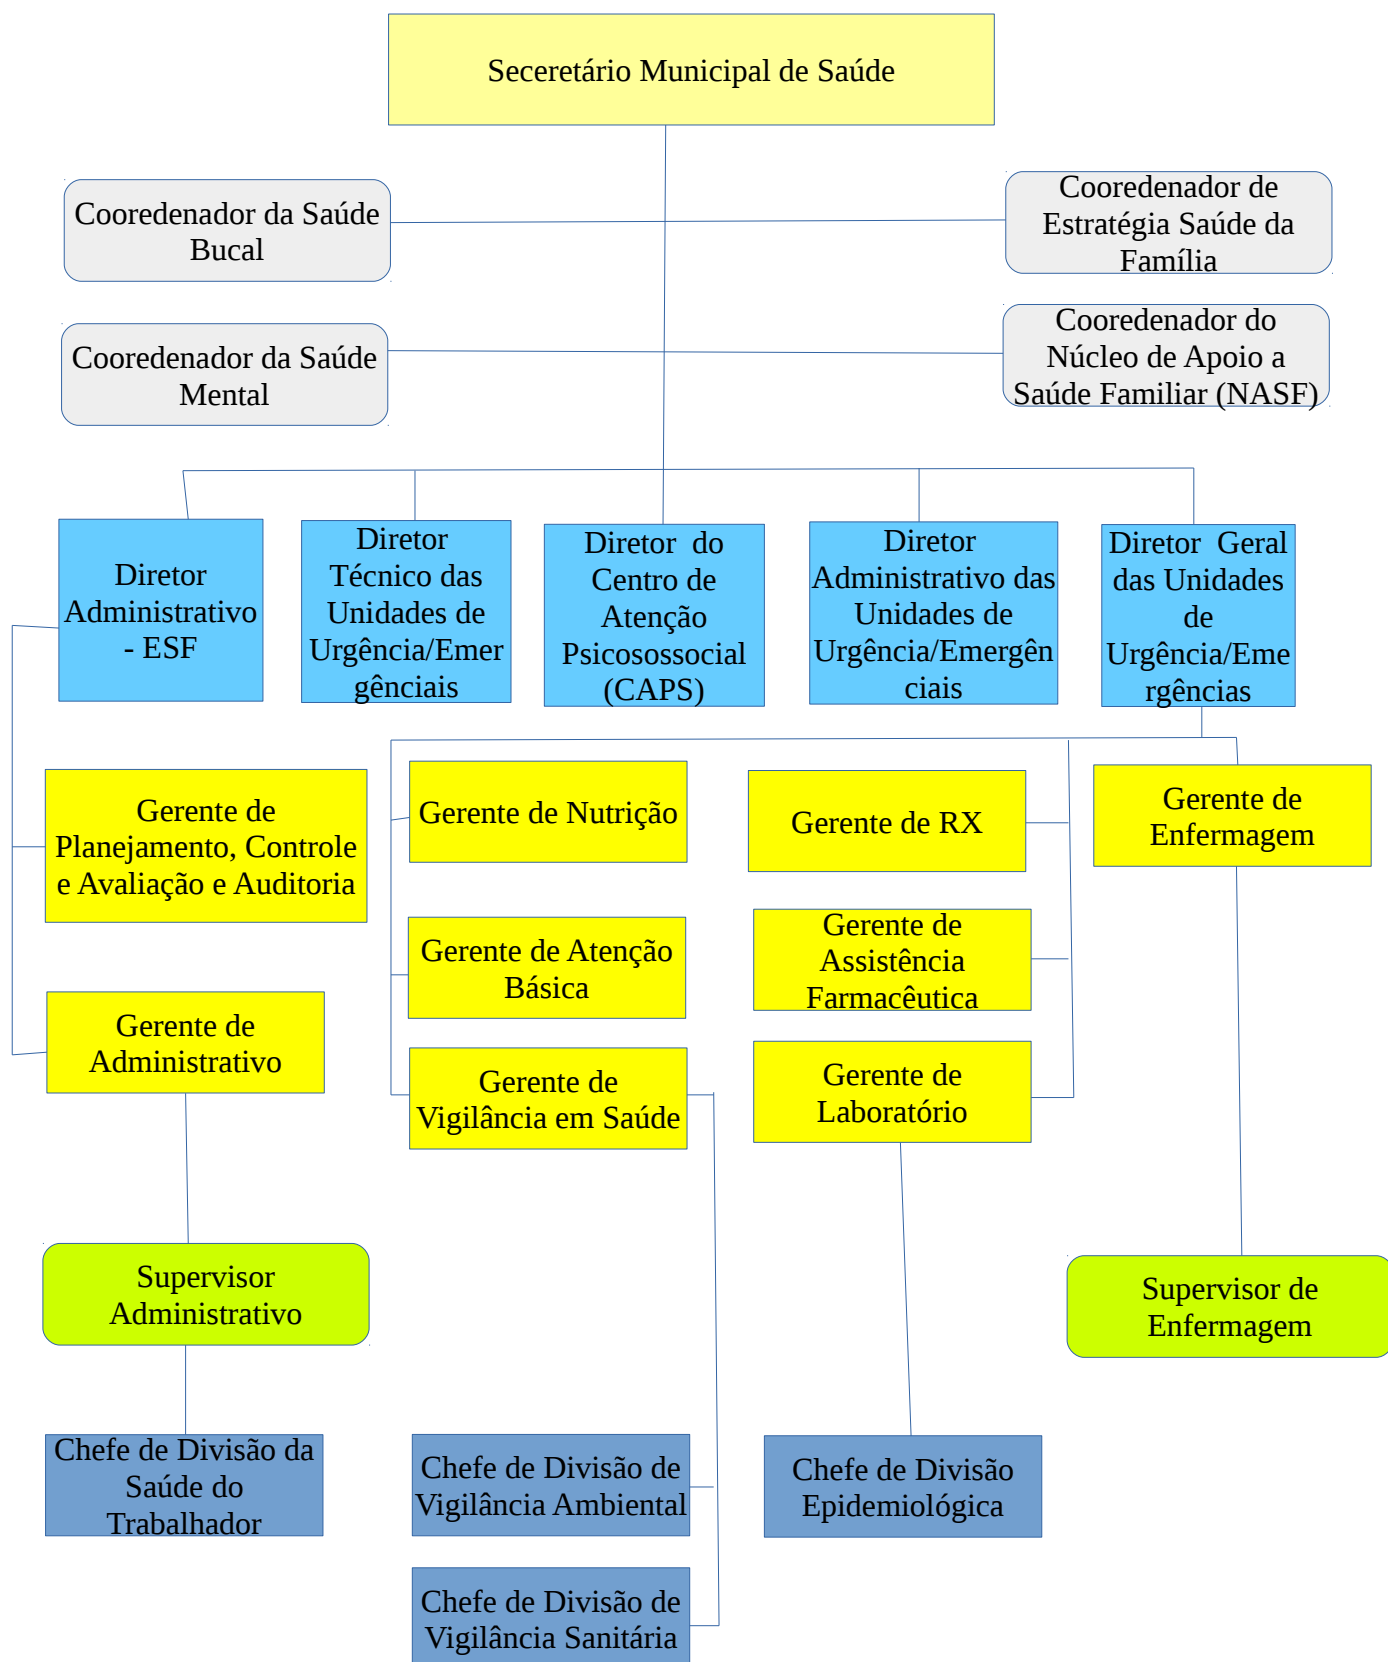 Seceretário Municipal de Saúde
Cooredenador da Saúde
Bucal
Cooredenador de
Estratégia Saúde da
Família
Cooredenador da Saúde
Mental
Cooredenador do
Núcleo de Apoio a
Saúde Familiar (NASF)
Diretor
Administrativo
- ESF
Diretor
Técnico das
Unidades de
Urgência/Emer
gênciais
Diretor do
Centro de
Atenção
Psicosossocial
(CAPS)
Diretor
Administrativo das
Unidades de
Urgência/Emergên
ciais
Diretor Geral
das Unidades
de
Urgência/Eme
rgências
Gerente de
Planejamento, Controle
e Avaliação e Auditoria
Gerente de Nutrição
Gerente de RX
Gerente de
Enfermagem
Gerente de Atenção
Básica
Gerente de
Assistência
Farmacêutica
Gerente de
Administrativo
Gerente de
Vigilância em Saúde
Gerente de
Laboratório
Supervisor
Administrativo
Supervisor de
Enfermagem
Chefe de Divisão da
Saúde do
Trabalhador
Chefe de Divisão de
Vigilância Ambiental
Chefe de Divisão
Epidemiológica
Chefe de Divisão de
Vigilância Sanitária